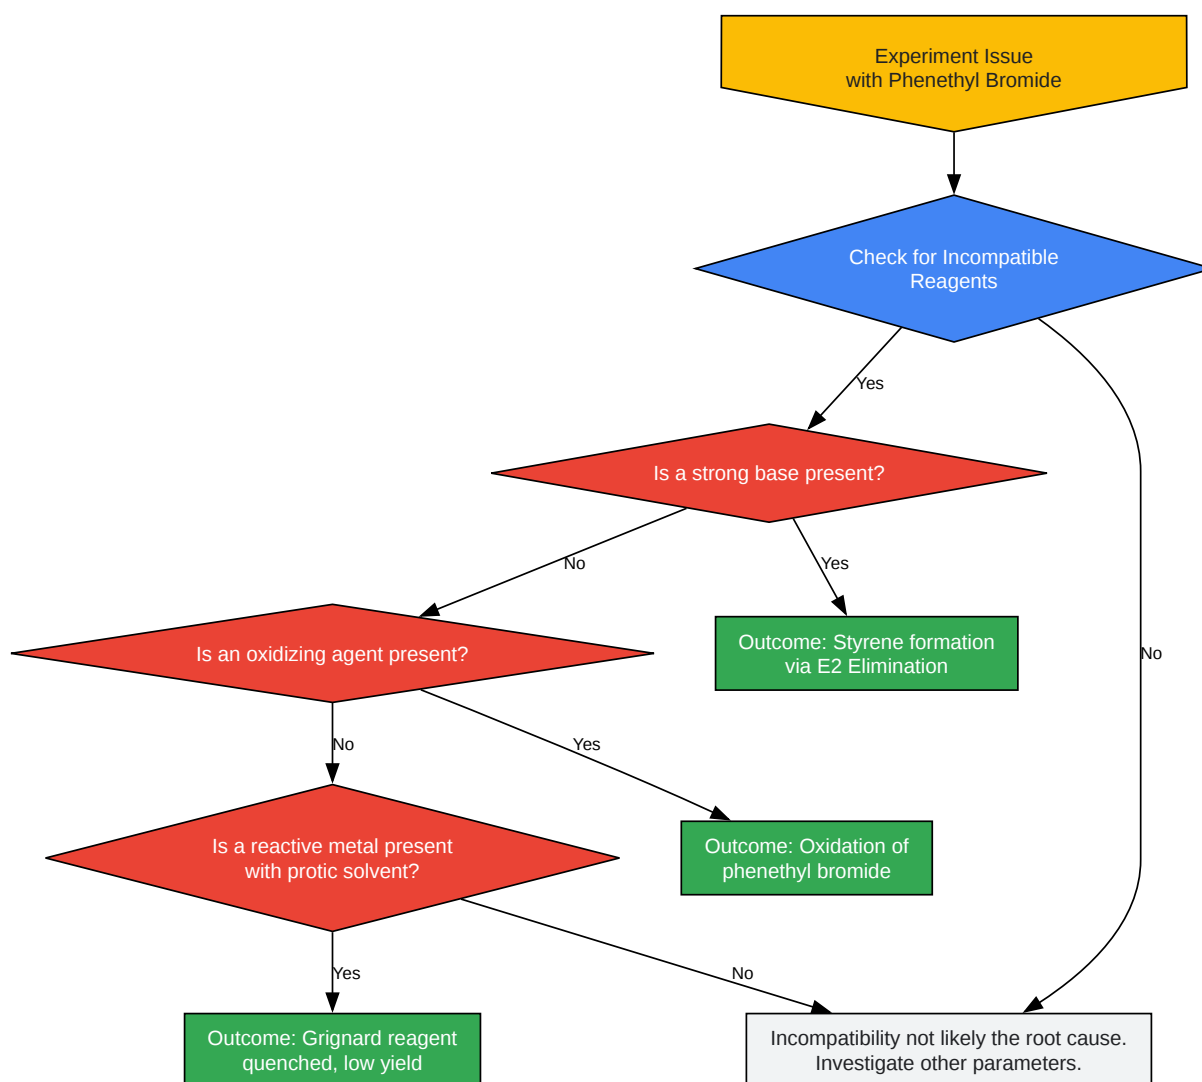 Experiment Issue
with Phenethyl Bromide
Check for Incompatible
Reagents
Yes
Is a strong base present?
No
Yes
Is an oxidizing agent present?
Outcome: Styrene formation
via E2 Elimination
No
No
Yes
Is a reactive metal present
with protic solvent?
Outcome: Oxidation of
phenethyl bromide
Yes
No
Outcome: Grignard reagent
quenched, low yield
Incompatibility not likely the root cause.
Investigate other parameters.